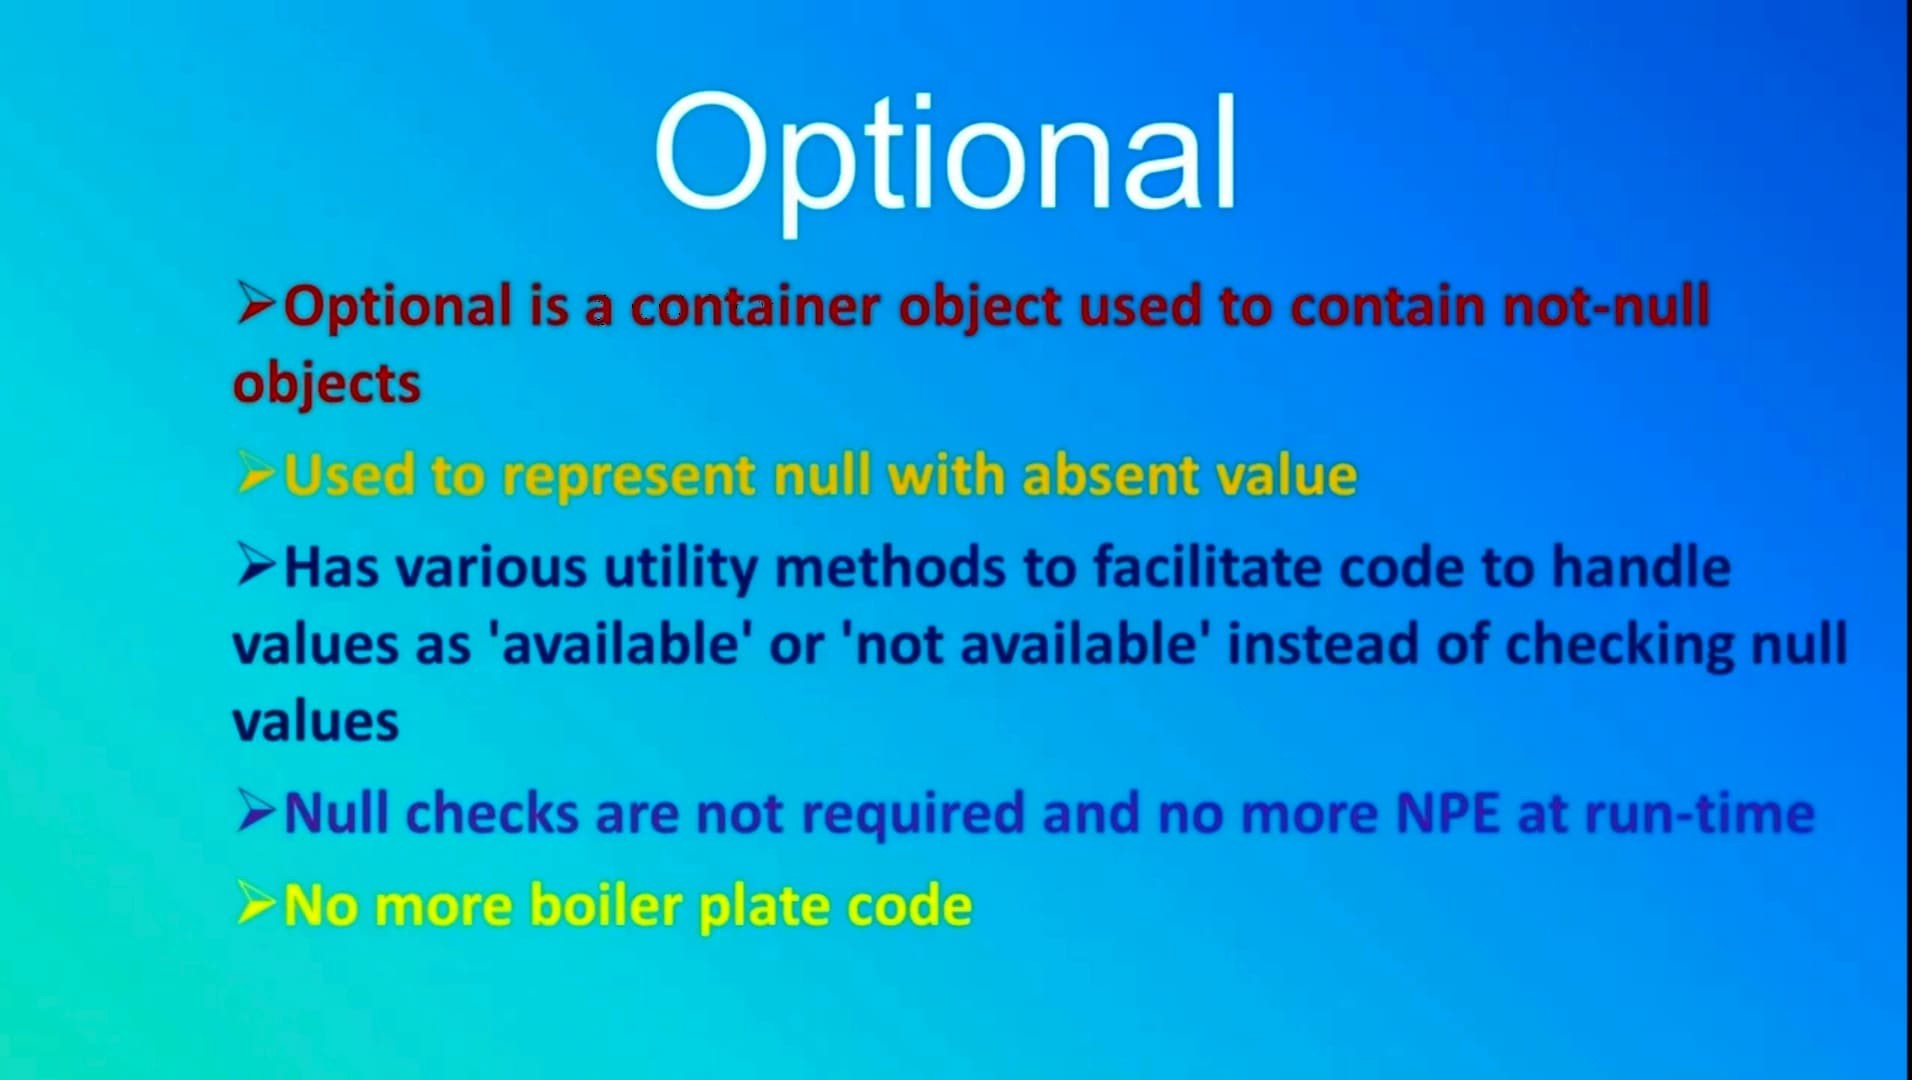 Optional
➢Optional is a container object used to contain not-null
objects
➢Used to represent null with absent value
➢Has various utility methods to facilitate code to handle
values as 'available' or 'not available' instead of checking null
values
➢Null checks are not required and no more NPE at run-time
➢No more boiler plate code